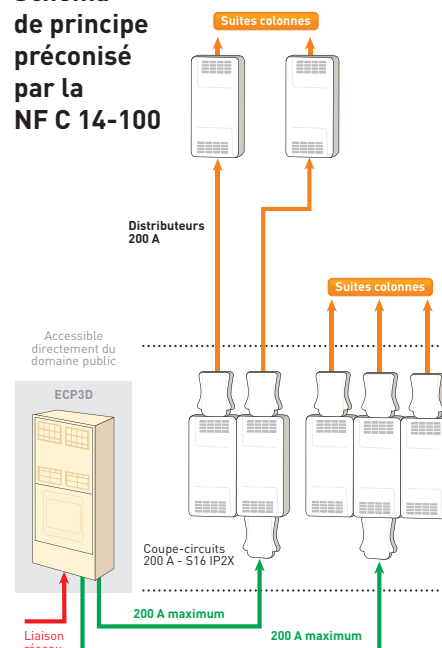 de principe
préconisé
par la
NF C 14-100
Suites colonnes
Distributeurs
200 A
Suites colonnes
Accessible
directement du
domaine public
ECP3D
Coupe-circuits
200 A - S16 IP2X
200 A maximum
200 A maximum
Liaison